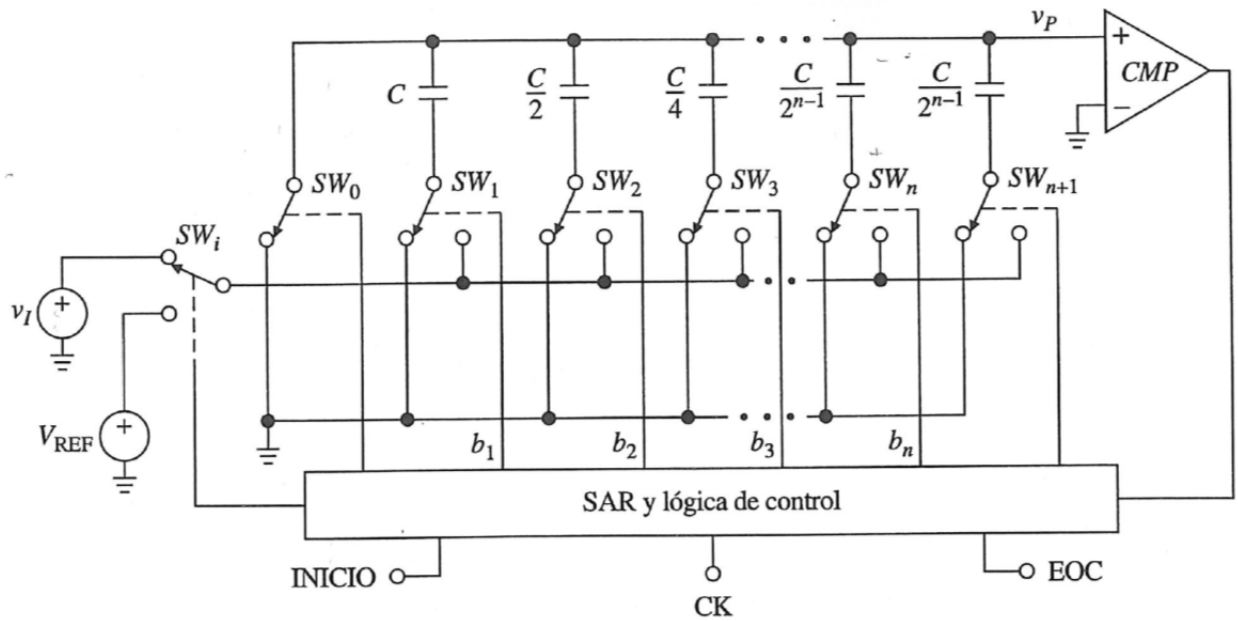 v_P
+
CMP
−
C
C/2
C/4
C/2^{n−1}
C/2^{n−1}
SW_0
SW_1
SW_2
SW_3
SW_n
SW_{n+1}
SW_i
v_I
+
V_REF
+
b_1
b_2
b_3
b_n
SAR y lógica de control
INICIO
CK
EOC